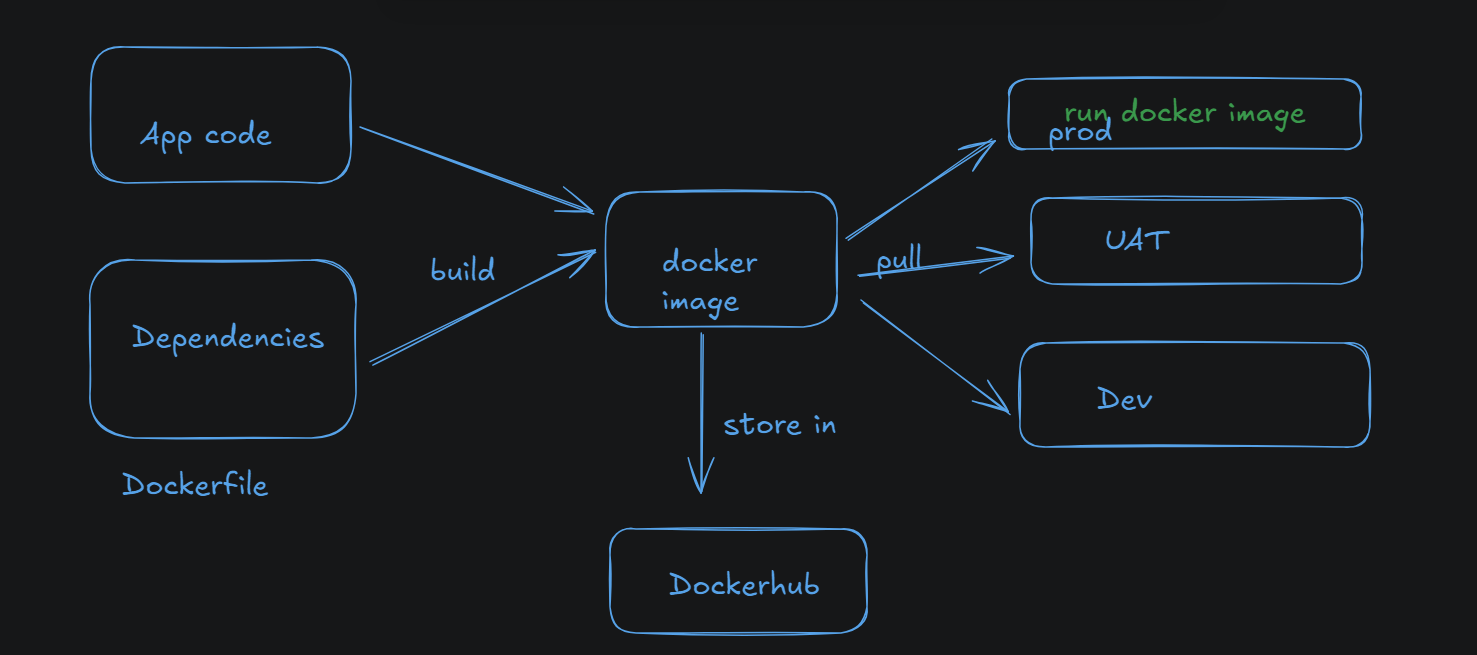 App code
Dependencies
Dockerfile
build
docker
image
store in
Dockerhub
pull
run docker image
prod
UAT
Dev